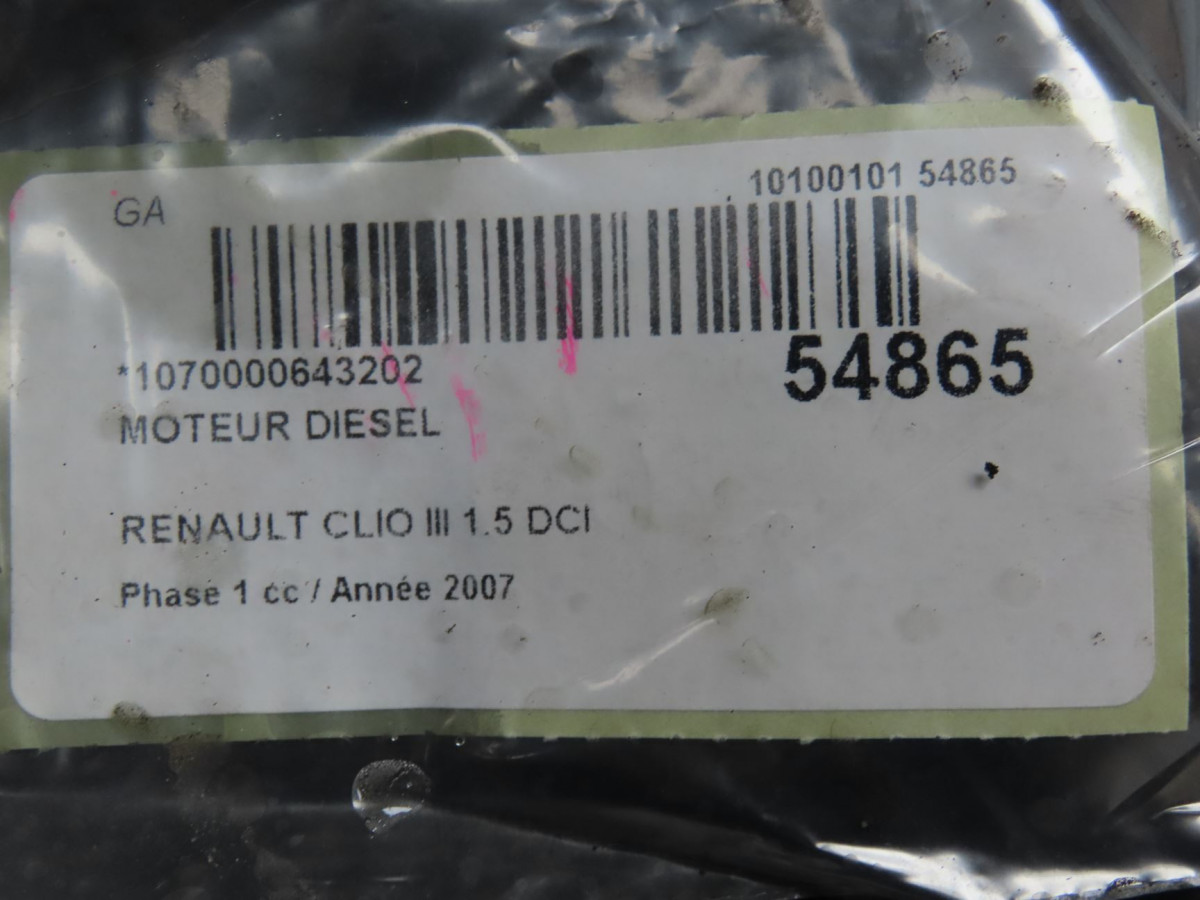 GA
10100101 54865
*1070000643202
54865
MOTEUR DIESEL
RENAULT CLIO III 1.5 DCI
Phase 1 cc / Année 2007